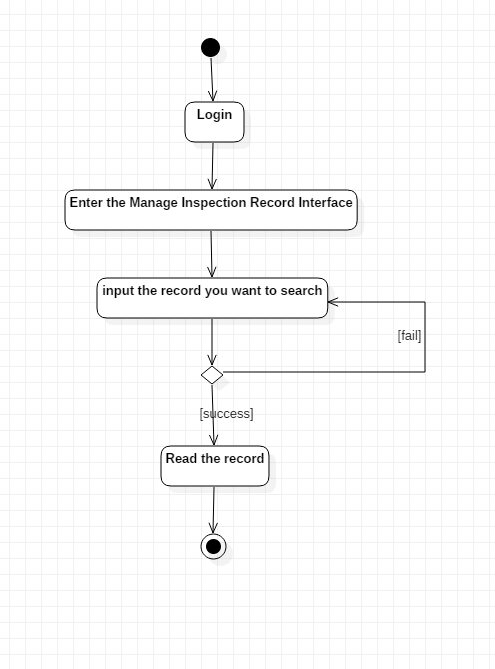 Login
Enter the Manage Inspection Record Interface
input the record you want to search
[fail]
[success]
Read the record